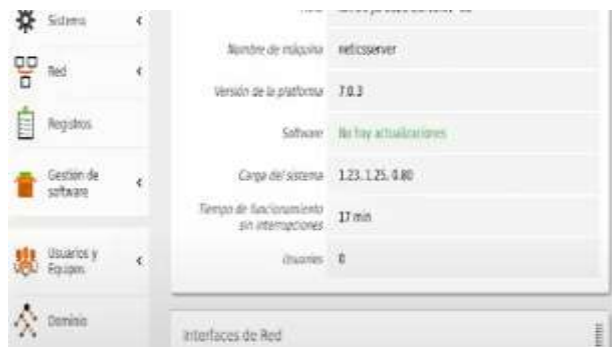 Sistema
Red
Registros
Gestión de
software
Usuarios y
Equipos
Dominio
Nombre de máquina neticsserver
Versión de la plataforma 7.0.3
Software No hay actualizaciones
Carga del sistema 1.23, 1.25, 0.80
Tiempo de funcionamiento
sin interrupciones 17 min
Usuarios 0
Interfaces de Red